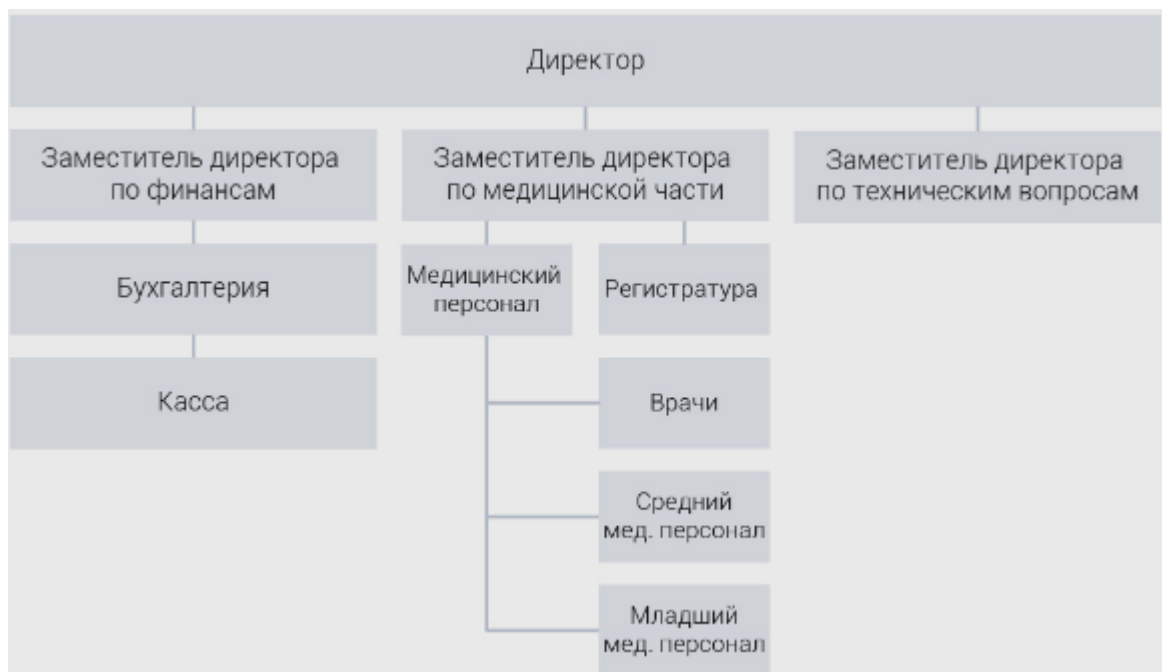 Директор
Заместитель директора
по финансам
Заместитель директора
по медицинской части
Заместитель директора
по техническим вопросам
Бухгалтерия
Медицинский
персонал
Регистратура
Касса
Врачи
Средний
мед. персонал
Младший
мед. персонал